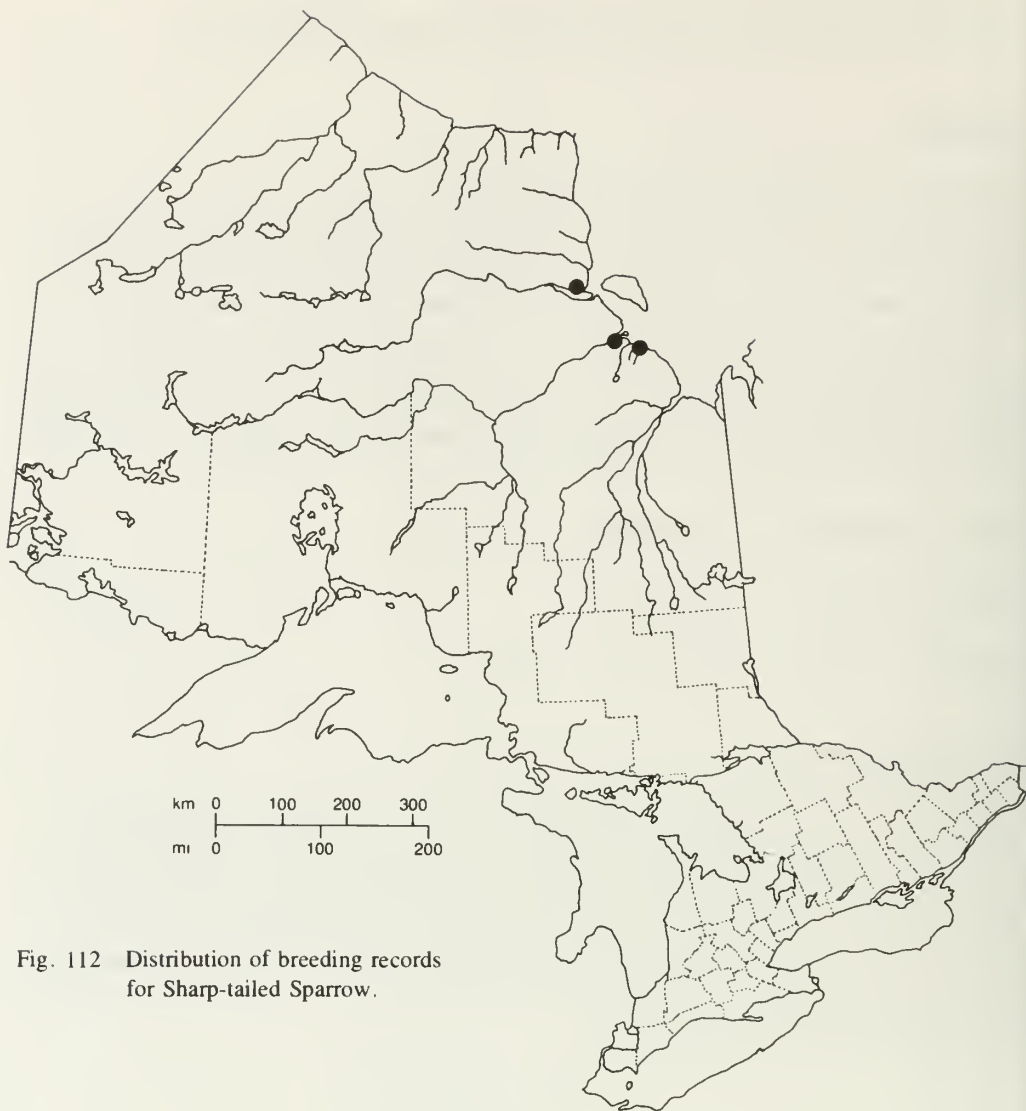 km 0 100 200 300
mi 0 100 200
Fig. 112 Distribution of breeding records
for Sharp-tailed Sparrow.